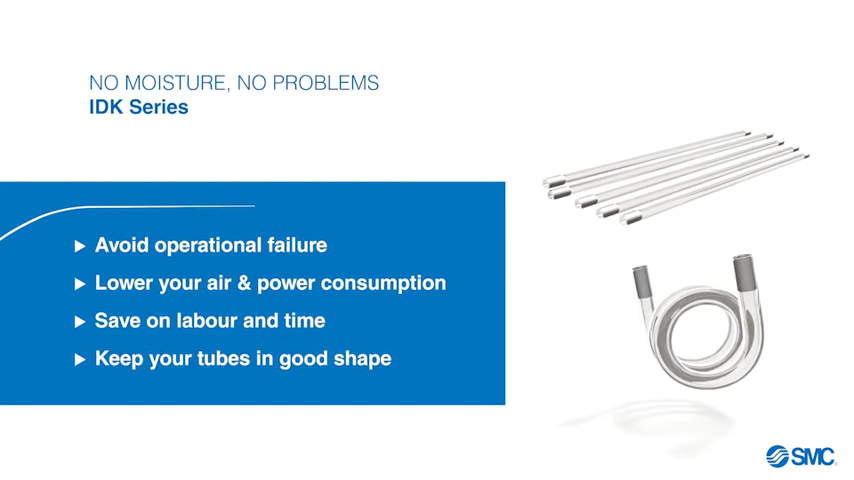 NO MOISTURE, NO PROBLEMS
IDK Series
Avoid operational failure
Lower your air & power consumption
Save on labour and time
Keep your tubes in good shape
SMC